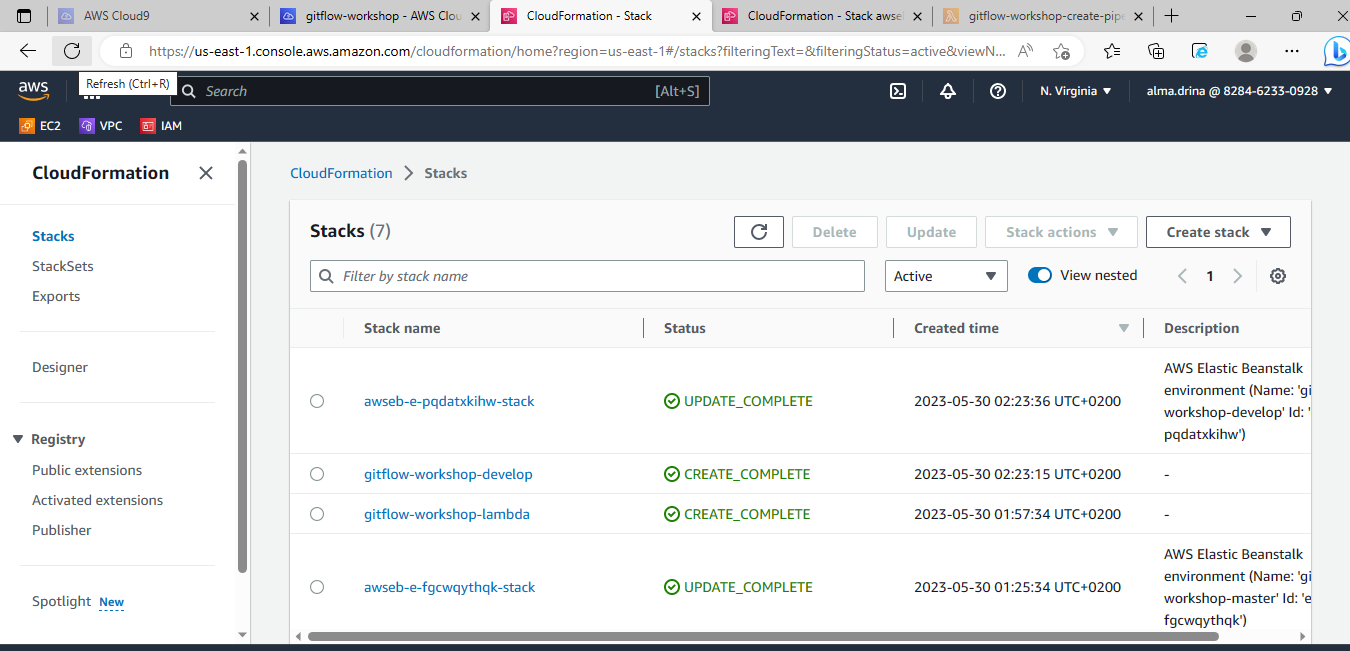 AWS Cloud9
gitflow-workshop - AWS Clou
CloudFormation - Stack
CloudFormation - Stack awse
gitflow-workshop-create-pipe
https://us-east-1.console.aws.amazon.com/cloudformation/home?region=us-east-1#/stacks?filteringText=&filteringStatus=active&viewN...
Refresh (Ctrl+R)
aws
Search
[Alt+S]
N. Virginia
alma.drina @ 8284-6233-0928
EC2
VPC
IAM
CloudFormation
Stacks
StackSets
Exports
Designer
Registry
Public extensions
Activated extensions
Publisher
Spotlight New
CloudFormation > Stacks
Stacks (7)
Delete
Update
Stack actions
Create stack
Filter by stack name
Active
View nested
1
Stack name Status Created time Description
awseb-e-pqdatxkihw-stack UPDATE_COMPLETE 2023-05-30 02:23:36 UTC+0200
AWS Elastic Beanstalk
environment (Name: 'gi
workshop-develop' Id: '
pqdatxkihw')
gitflow-workshop-develop CREATE_COMPLETE 2023-05-30 02:23:15 UTC+0200 -
gitflow-workshop-lambda CREATE_COMPLETE 2023-05-30 01:57:34 UTC+0200 -
awseb-e-fgcwqythqk-stack UPDATE_COMPLETE 2023-05-30 01:25:34 UTC+0200
AWS Elastic Beanstalk
environment (Name: 'gi
workshop-master' Id: 'e
fgcwqythqk')